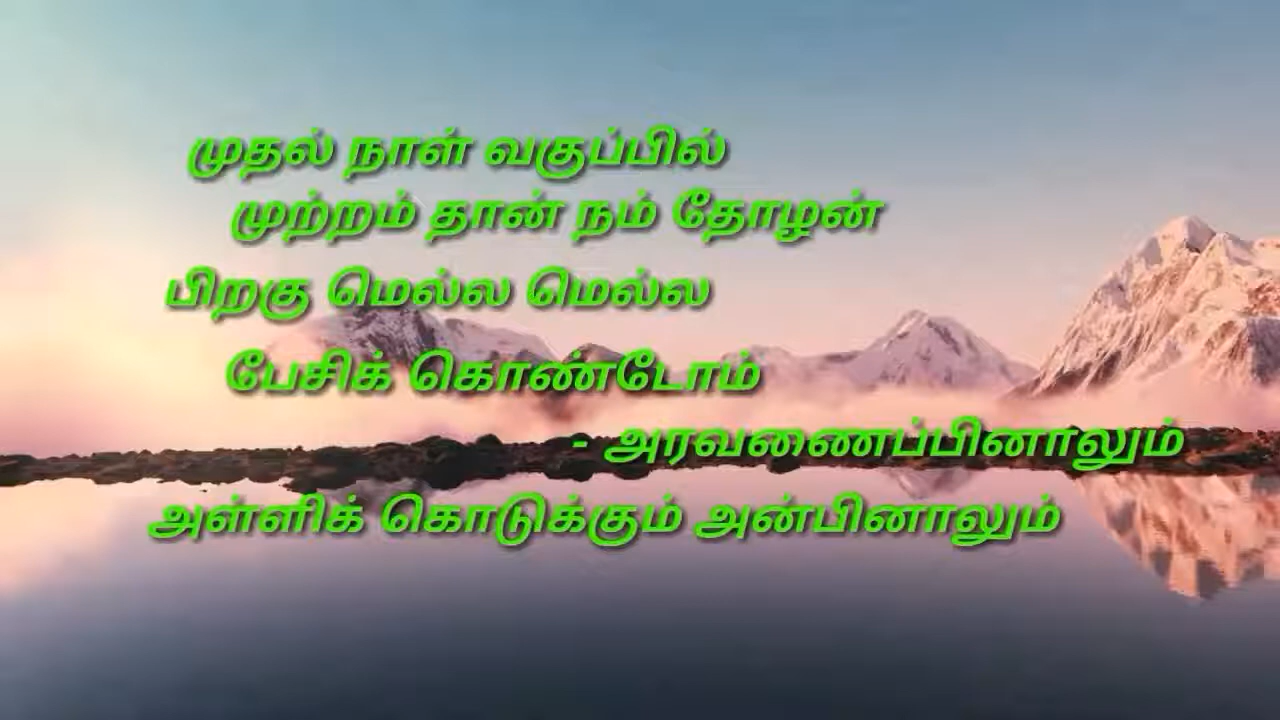 முதல் நாள் வகுப்பில்
முற்றம் தான் நம் தோழன்
பிறகு மெல்ல மெல்ல
பேசிக் கொண்டோம்
- அரவணைப்பினாலும்
அள்ளிக் கொடுக்கும் அன்பினாலும்